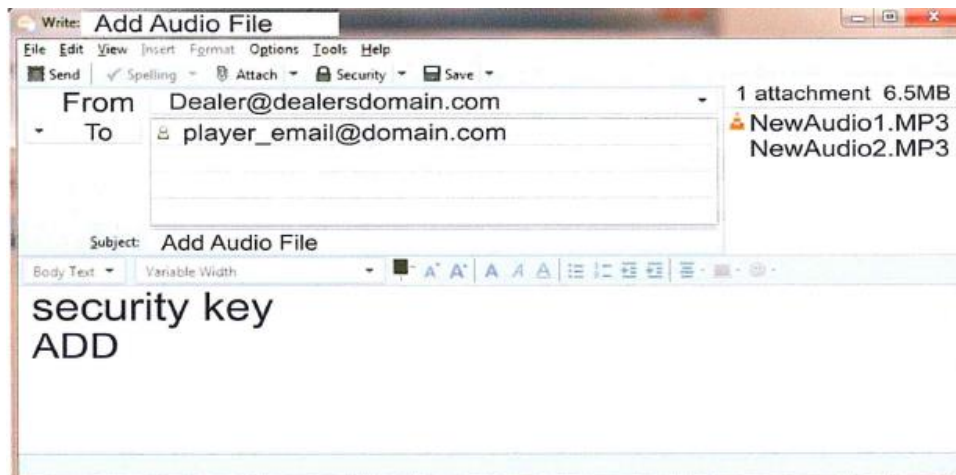 Write: Add Audio File
File Edit View Insert Format Options Tools Help
Send Spelling Attach Security Save
From Dealer@dealersdomain.com
1 attachment 6.5MB
To player_email@domain.com
NewAudio1.MP3
NewAudio2.MP3
Subject: Add Audio File
Body Text Variable Width
security key
ADD